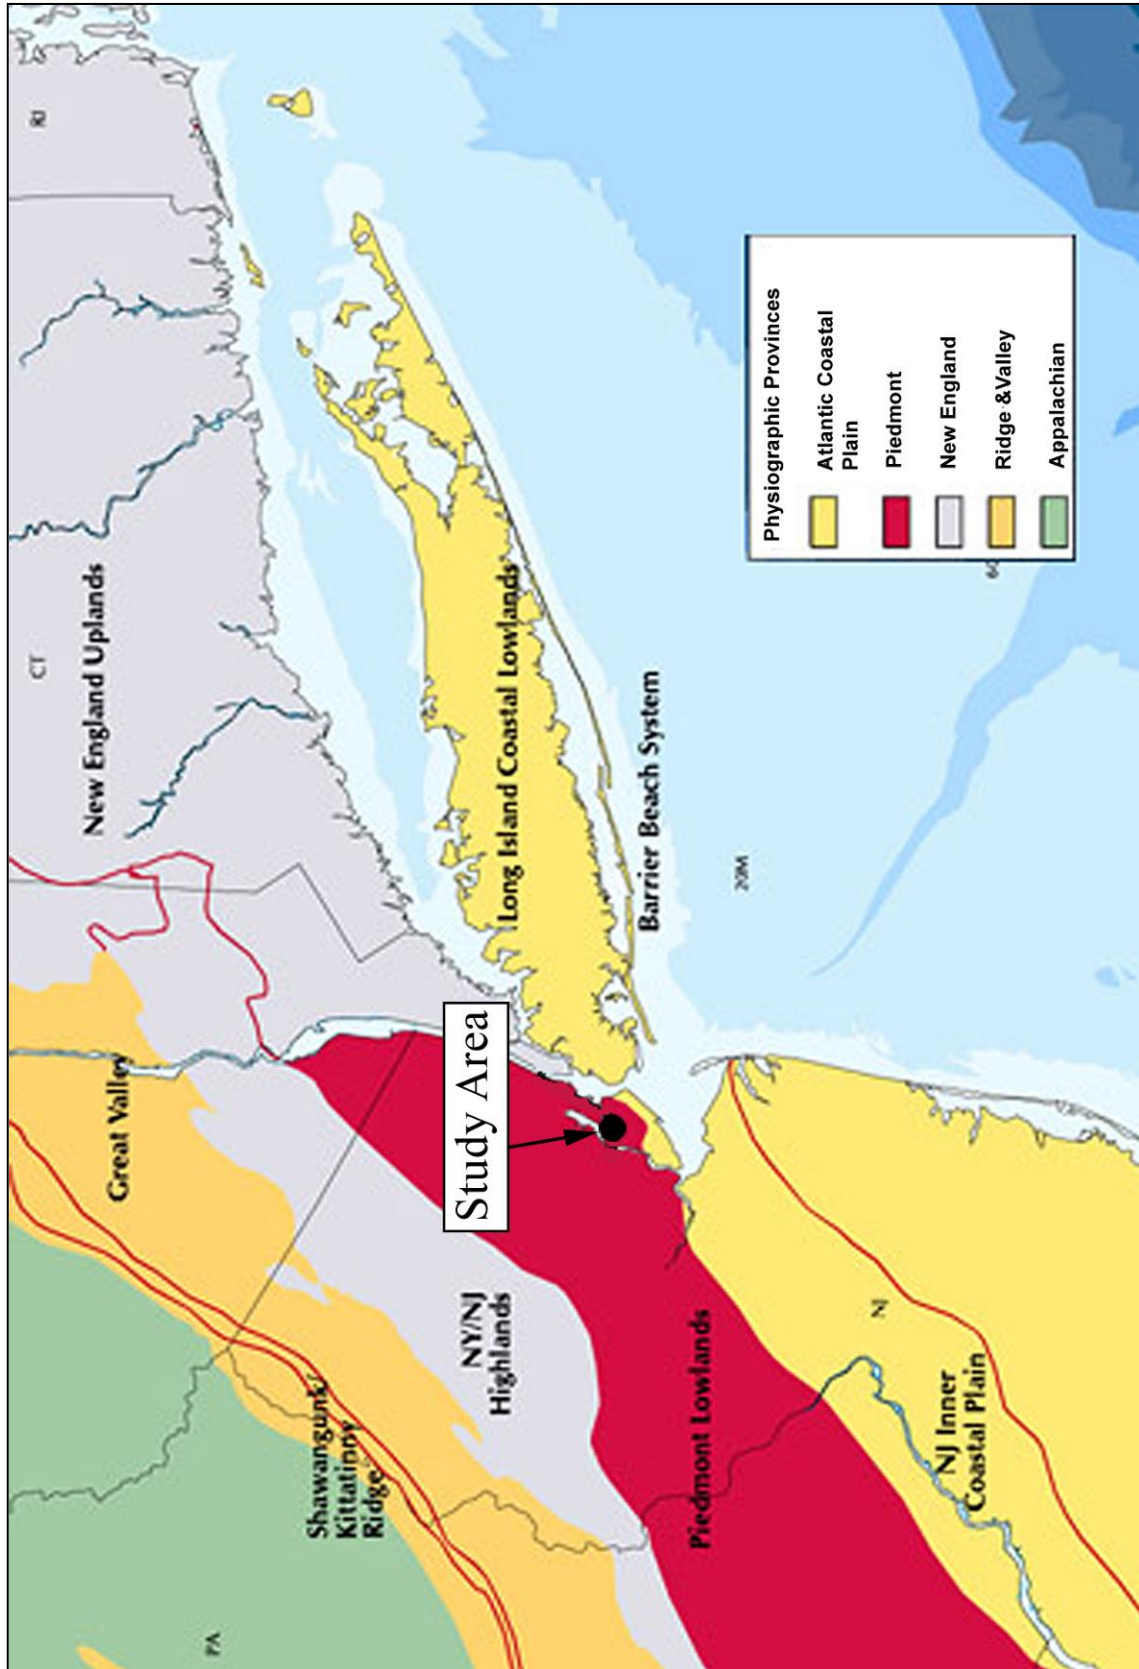 RI
CT
New England Uplands
Great Valley
Long Island Coastal Lowlands
Barrier Beach System
Study Area
NY/NJ
Highlands
Shawangunk/
Kittatinny
Ridge
PA
Piedmont Lowlands
NJ
NJ Inner
Coastal Plain
20M
Physiographic Provinces
Atlantic Coastal
Plain
Piedmont
New England
Ridge &Valley
Appalachian